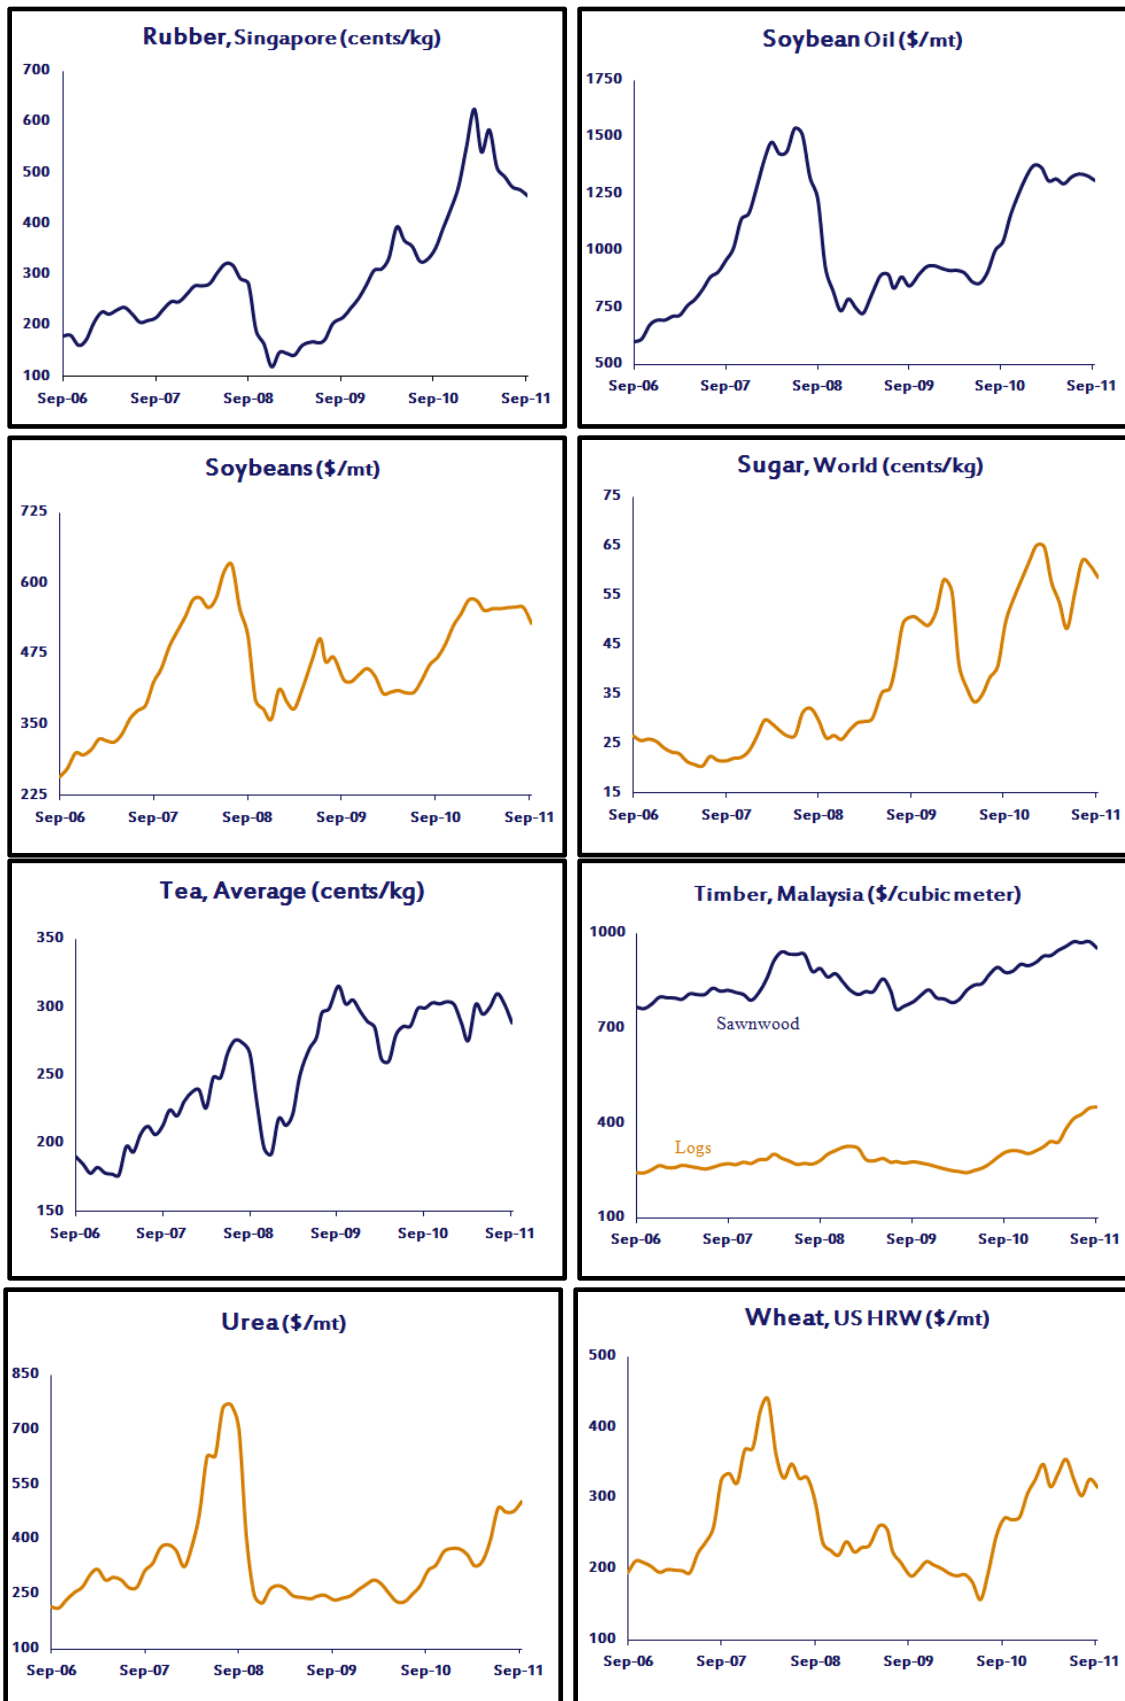 Rubber, Singapore (cents/kg)
700
600
500
400
300
200
100
Sep-06 Sep-07 Sep-08 Sep-09 Sep-10 Sep-11
Soybean Oil ($/mt)
1750
1500
1250
1000
750
500
Sep-06 Sep-07 Sep-08 Sep-09 Sep-10 Sep-11
Soybeans ($/mt)
725
600
475
350
225
Sep-06 Sep-07 Sep-08 Sep-09 Sep-10 Sep-11
Sugar, World (cents/kg)
75
65
55
45
35
25
15
Sep-06 Sep-07 Sep-08 Sep-09 Sep-10 Sep-11
Tea, Average (cents/kg)
350
300
250
200
150
Sep-06 Sep-07 Sep-08 Sep-09 Sep-10 Sep-11
Timber, Malaysia ($/cubic meter)
1000
700
400
100
Sawnwood
Logs
Sep-06 Sep-07 Sep-08 Sep-09 Sep-10 Sep-11
Urea ($/mt)
850
700
550
400
250
100
Sep-06 Sep-07 Sep-08 Sep-09 Sep-10 Sep-11
Wheat, US HRW ($/mt)
500
400
300
200
100
Sep-06 Sep-07 Sep-08 Sep-09 Sep-10 Sep-11